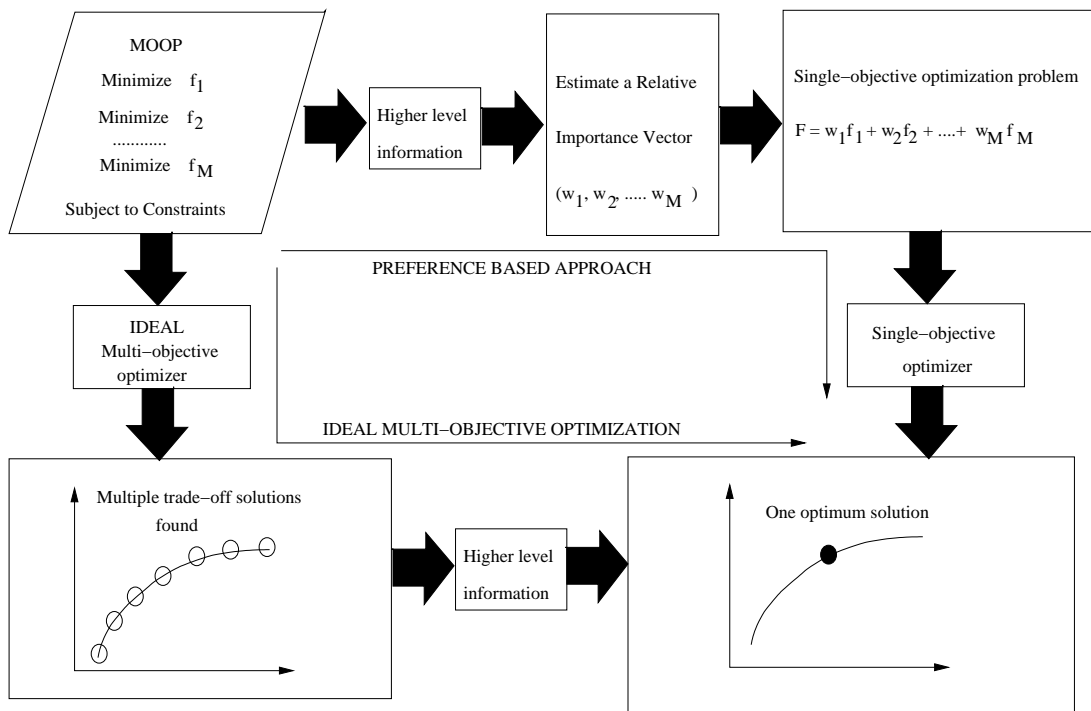 MOOP
Minimize f1
Minimize f2
............
Minimize fM
Subject to Constraints
Higher level
information
Estimate a Relative
Importance Vector
(w1, w2, ..... wM )
Single−objective optimization problem
F = w1f1 + w2f2 + ....+ wM fM
PREFERENCE BASED APPROACH
IDEAL
Multi−objective
optimizer
Single−objective
optimizer
IDEAL MULTI−OBJECTIVE OPTIMIZATION
Multiple trade−off solutions
found
Higher level
information
One optimum solution